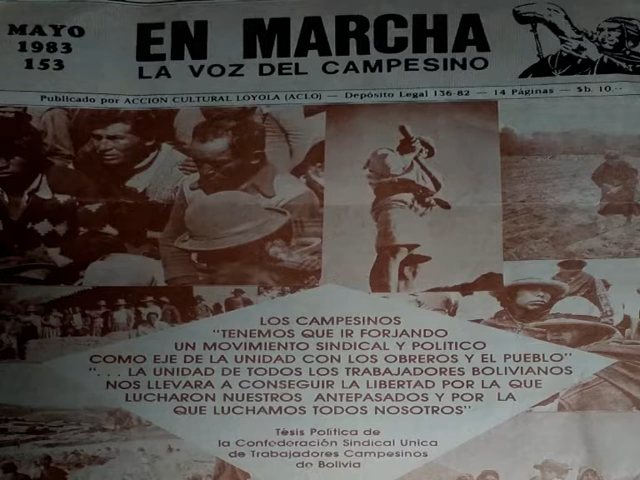 MAYO
1983
153
EN MARCHA
LA VOZ DEL CAMPESINO
Publicado por ACCION CULTURAL LOYOLA (ACLO) — Depósito Legal 136-82 — 14 Páginas — $b. 10.--
LOS CAMPESINOS
"TENEMOS QUE IR FORJANDO
UN MOVIMIENTO SINDICAL Y POLITICO
COMO EJE DE LA UNIDAD CON LOS OBREROS Y EL PUEBLO"
". . . LA UNIDAD DE TODOS LOS TRABAJADORES BOLIVIANOS
NOS LLEVARA A CONSEGUIR LA LIBERTAD POR LA QUE
LUCHARON NUESTROS ANTEPASADOS Y POR LA
QUE LUCHAMOS TODOS NOSOTROS"
Tésis Política de
la Confederación Sindical Unica
de Trabajadores Campesinos
de Bolivia